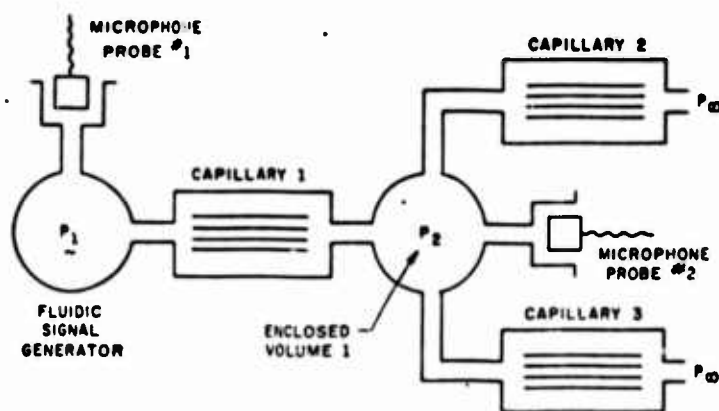 MICROPHONE
PROBE #1
CAPILLARY 2
P∞
CAPILLARY 1
P1
~
P2
MICROPHONE
PROBE #2
FLUIDIC
SIGNAL
GENERATOR
ENCLOSED
VOLUME 1
CAPILLARY 3
P∞